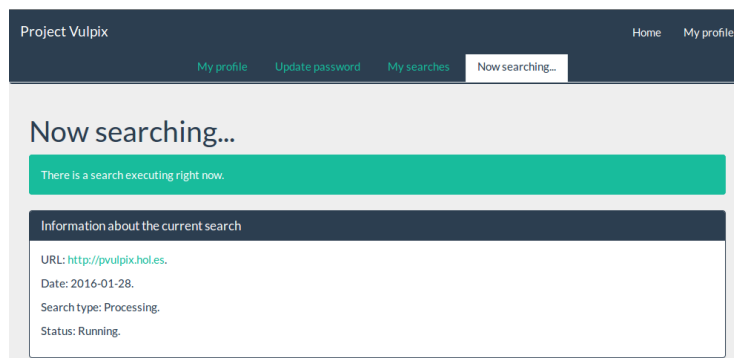 Project Vulpix Home My profile
My profile Update password My searches Now searching...
Now searching...
There is a search executing right now.
Information about the current search
URL: http://pvulpix.hol.es.
Date: 2016-01-28.
Search type: Processing.
Status: Running.